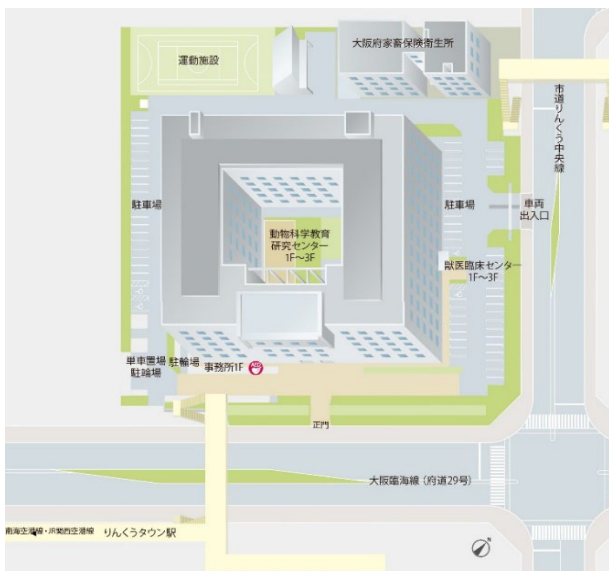 大阪府家畜保険衛生所
運動施設
市道りんくう中央線
駐車場
駐車場
車両
出入口
動物科学教育
研究センター
1F～3F
獣医臨床センター
1F～3F
単車置場
駐輪場
駐輪場
事務所1F
AED
正門
大阪臨海線（府道29号）
南海空港線・JR関西空港線
りんくうタウン駅
N